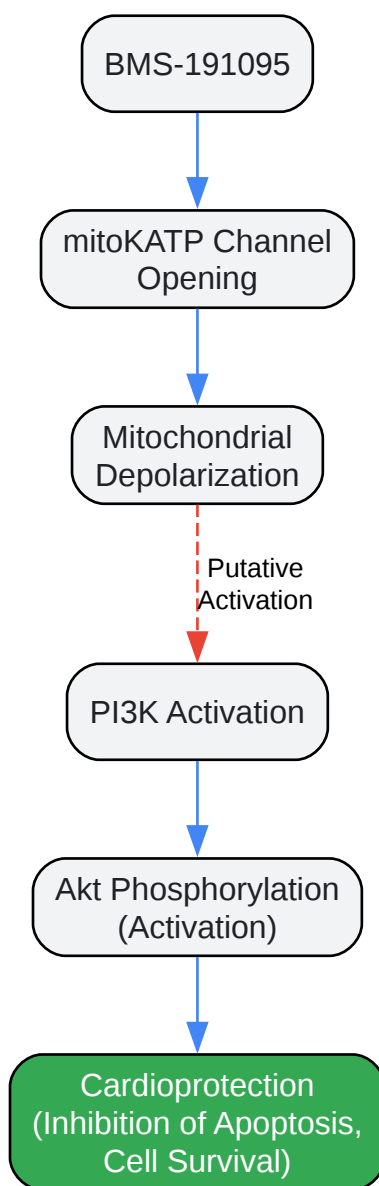 BMS-191095
mitoKATP Channel
Opening
Mitochondrial
Depolarization
Putative
Activation
PI3K Activation
Akt Phosphorylation
(Activation)
Cardioprotection
(Inhibition of Apoptosis,
Cell Survival)